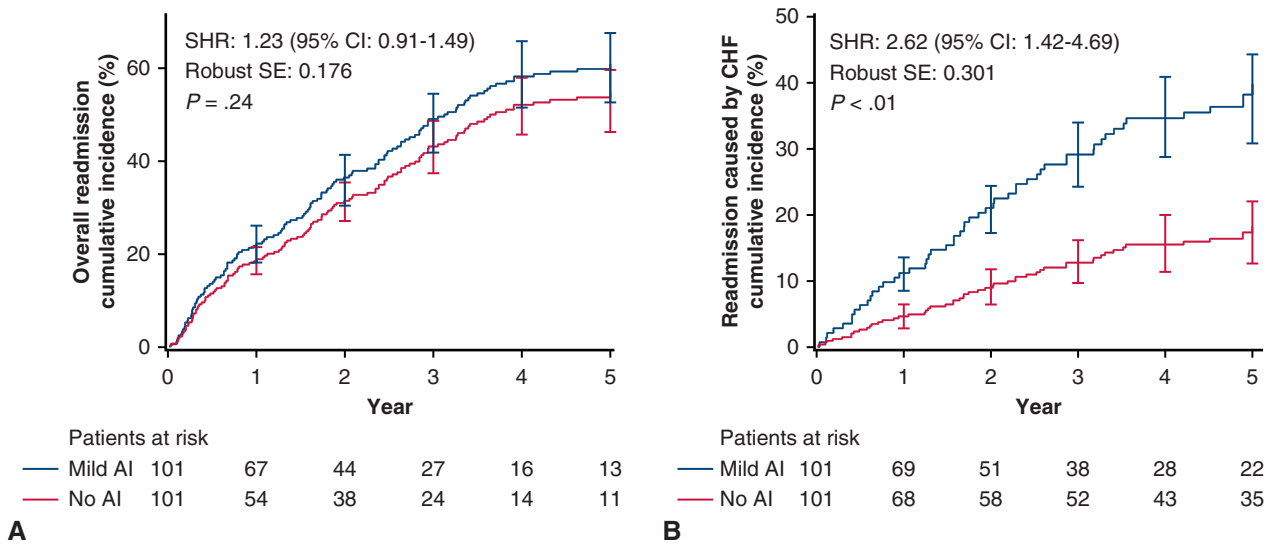 SHR: 1.23 (95% CI: 0.91-1.49)
Robust SE: 0.176
P = .24
Overall readmission
cumulative incidence (%)
60
40
20
0
0 1 2 3 4 5
Year
Patients at risk
Mild AI 101 67 44 27 16 13
No AI 101 54 38 24 14 11
A
SHR: 2.62 (95% CI: 1.42-4.69)
Robust SE: 0.301
P < .01
Readmission caused by CHF
cumulative incidence (%)
50
40
30
20
10
0
0 1 2 3 4 5
Year
Patients at risk
Mild AI 101 69 51 38 28 22
No AI 101 68 58 52 43 35
B